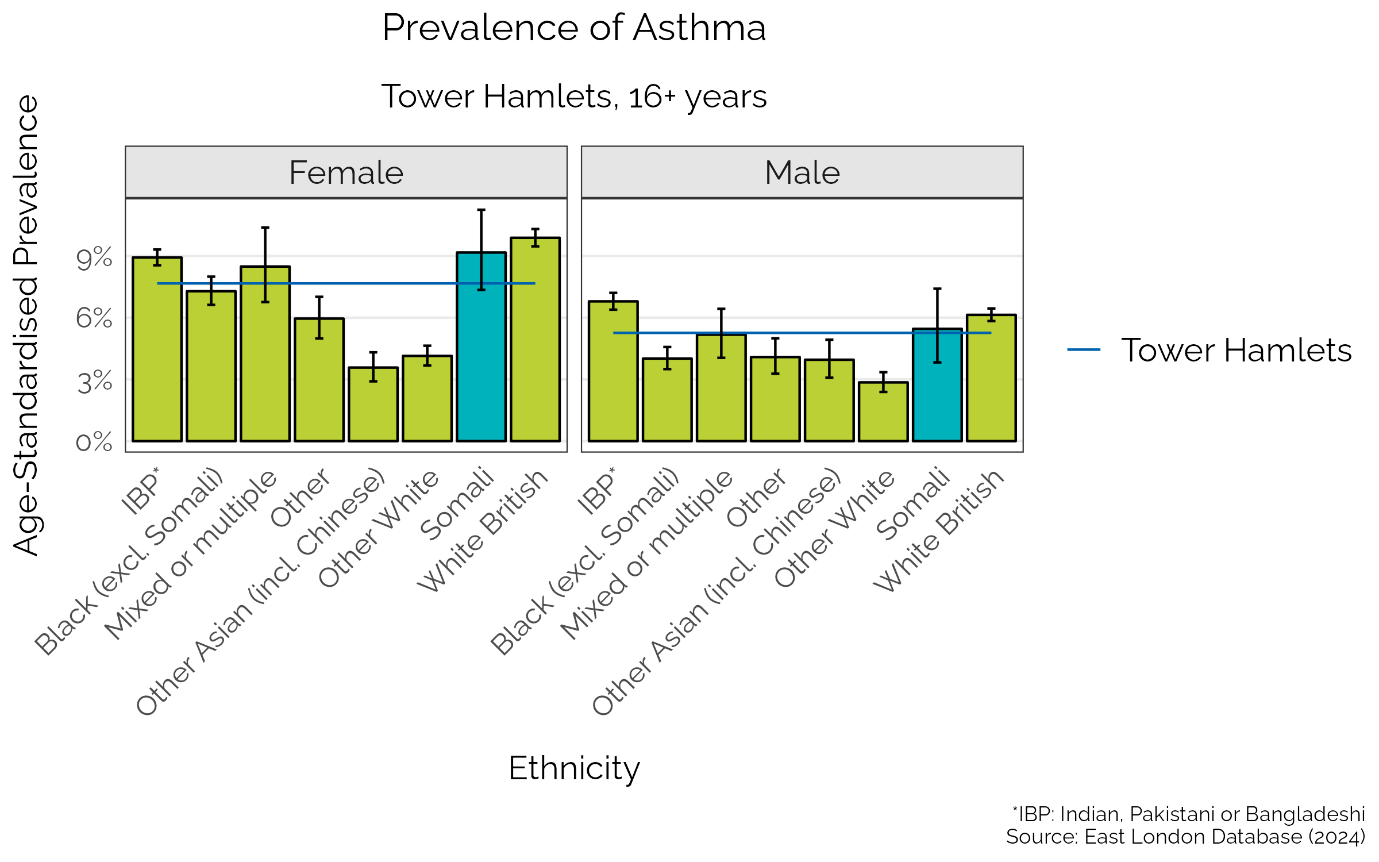 Prevalence of Asthma
Tower Hamlets, 16+ years
Age-Standardised Prevalence
Female
Male
9%
6%
3%
0%
IBP*
Black (excl. Somali)
Mixed or multiple
Other
Other Asian (incl. Chinese)
Other White
Somali
White British
IBP*
Black (excl. Somali)
Mixed or multiple
Other
Other Asian (incl. Chinese)
Other White
Somali
White British
Tower Hamlets
Ethnicity
*IBP: Indian, Pakistani or Bangladeshi
Source: East London Database (2024)